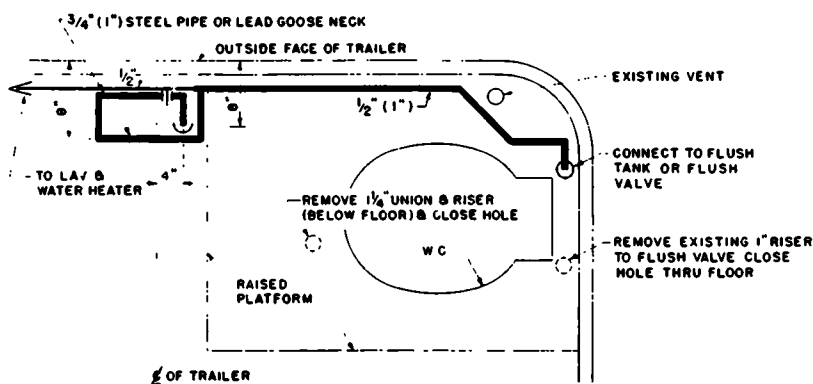 3/4" (1") STEEL PIPE OR LEAD GOOSE NECK
OUTSIDE FACE OF TRAILER
1/2"
8"
8"
1/2" (1")
EXISTING VENT
TO LAV &
WATER HEATER
4"
CONNECT TO FLUSH
TANK OR FLUSH
VALVE
REMOVE 1 1/4" UNION & RISER
(BELOW FLOOR) & CLOSE HOLE
WC
REMOVE EXISTING 1" RISER
TO FLUSH VALVE CLOSE
HOLE THRU FLOOR
RAISED
PLATFORM
℄ OF TRAILER